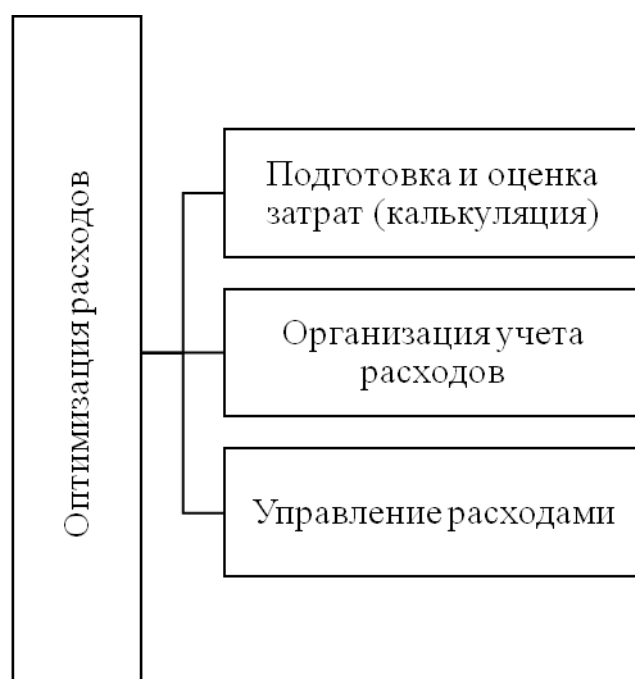 Оптимизация расходов
Подготовка и оценка
затрат (калькуляция)
Организация учета
расходов
Управление расходами